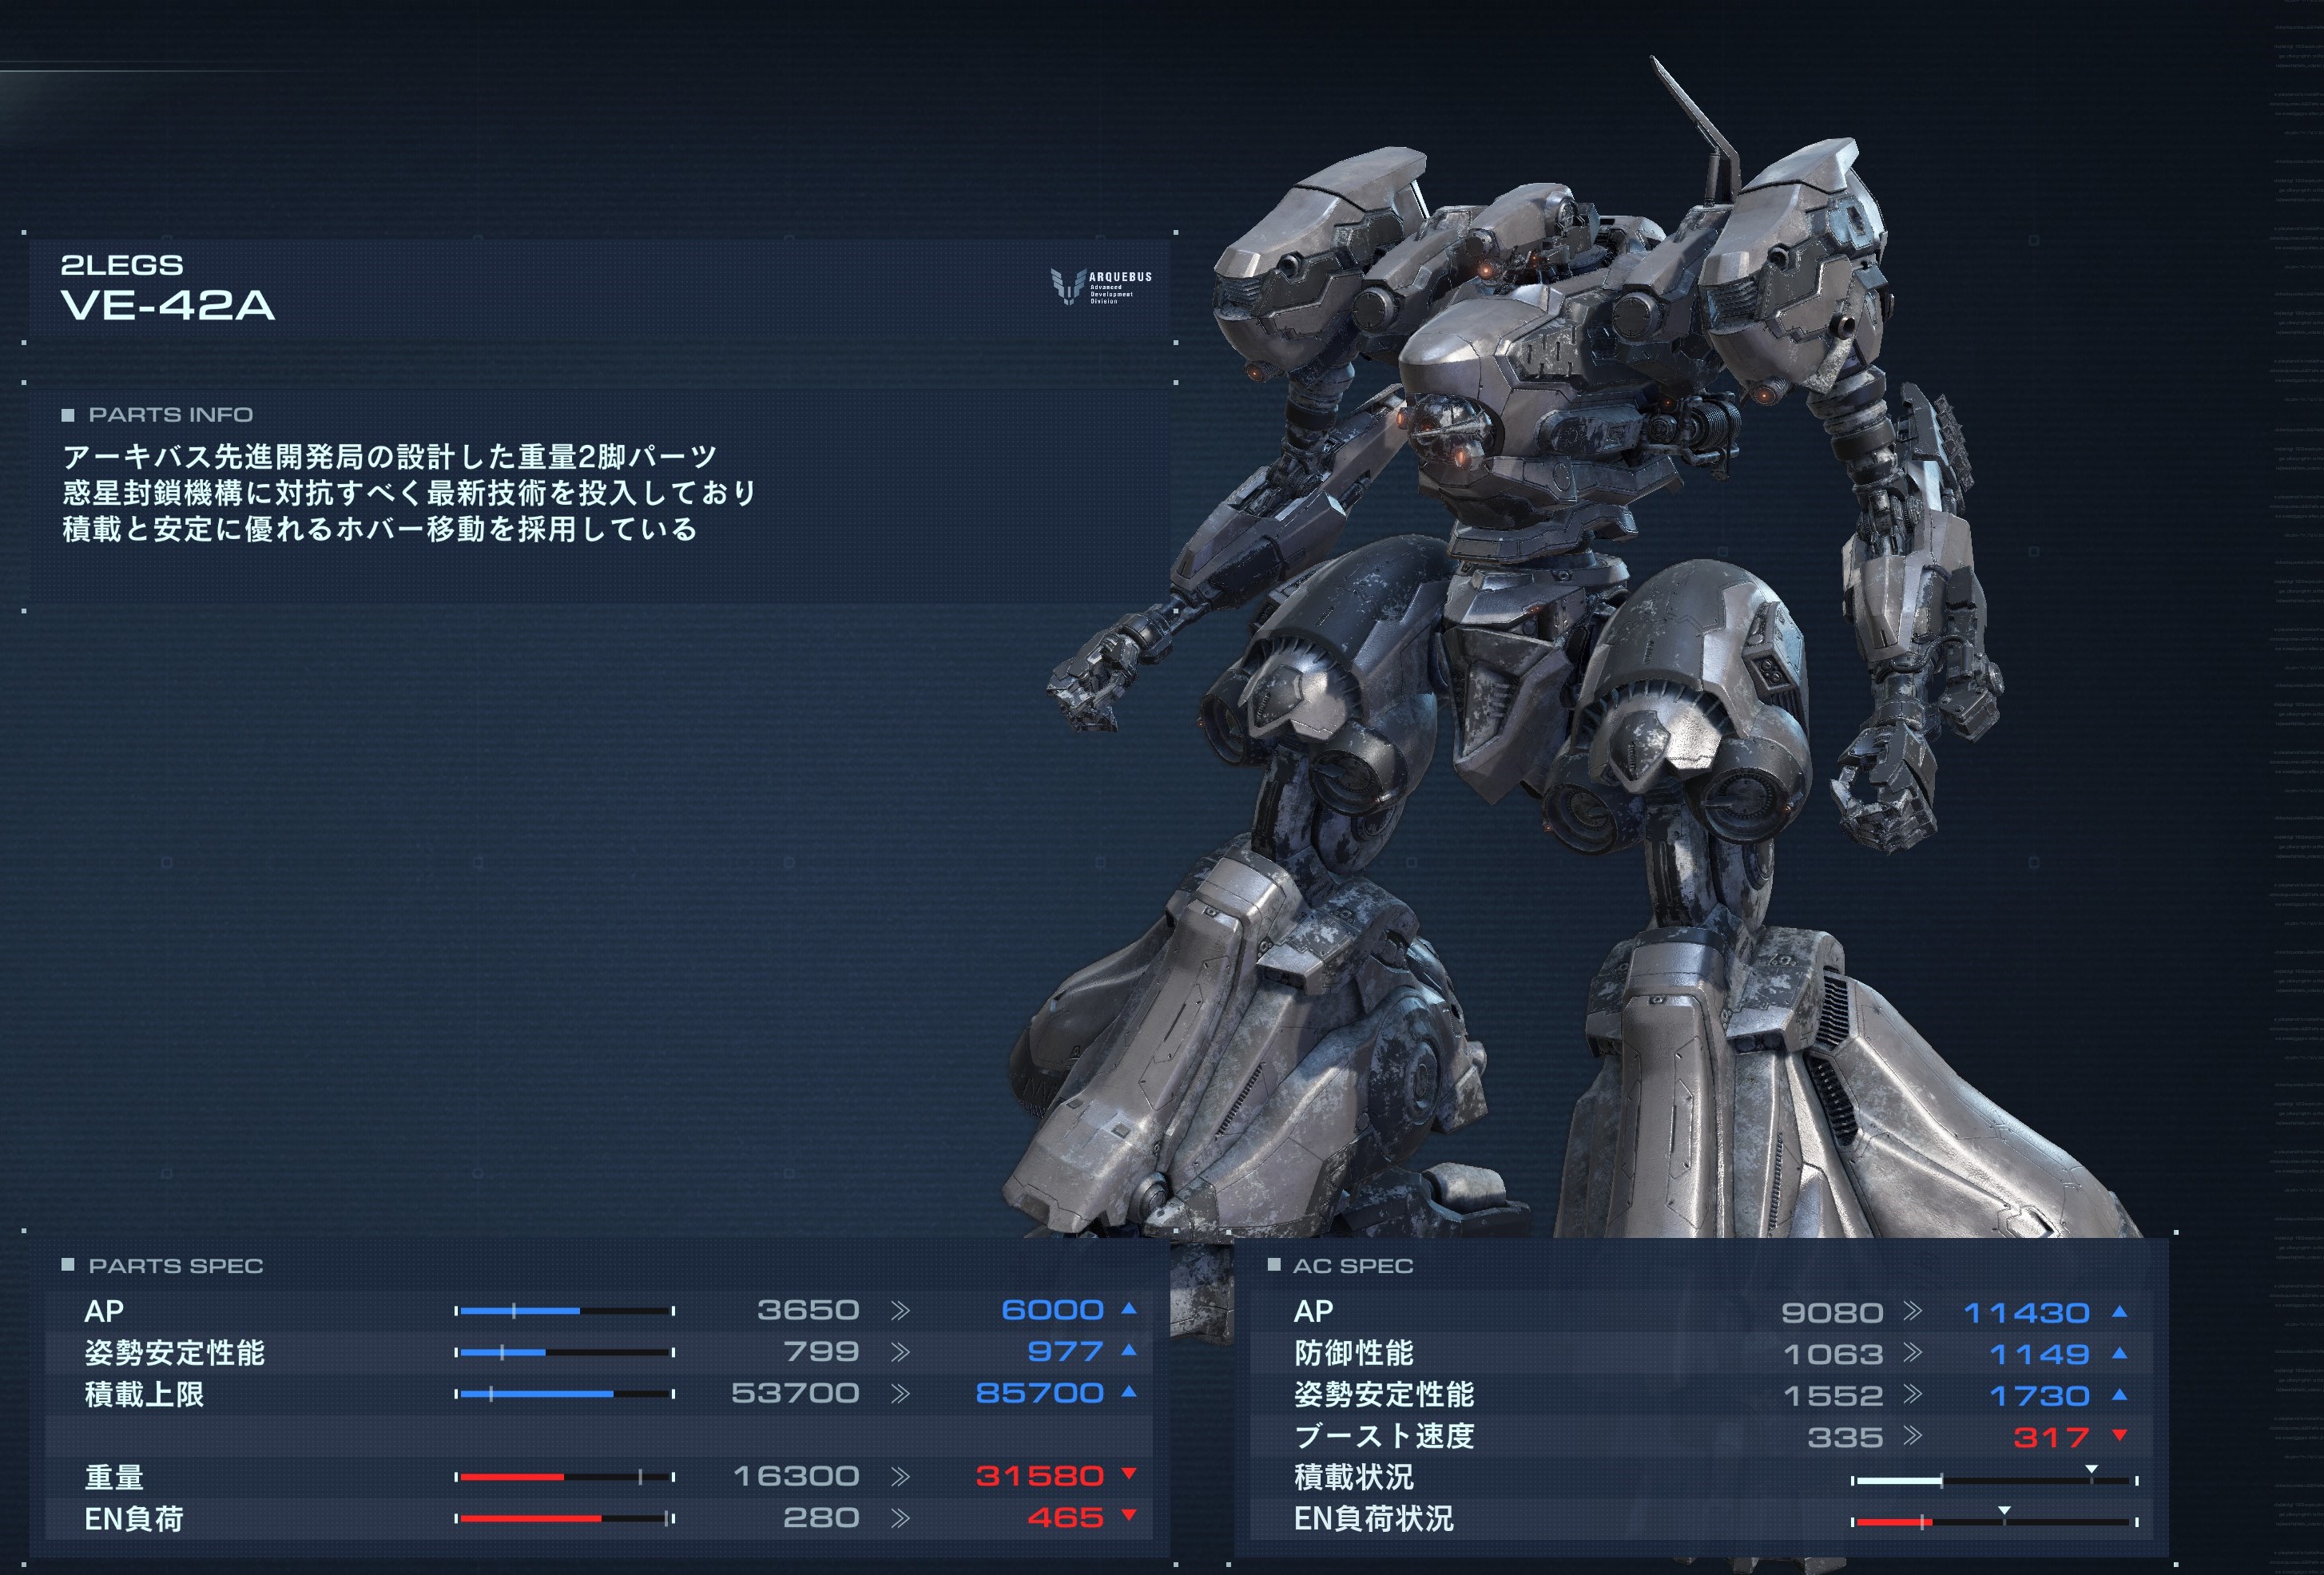 2LEGS
VE-42A
ARQUEBUS
Advanced
Development
Division
PARTS INFO
アーキバス先進開発局の設計した重量2脚パーツ
惑星封鎖機構に対抗すべく最新技術を投入しており
積載と安定に優れるホバー移動を採用している
PARTS SPEC
AP 3650 6000
姿勢安定性能 799 977
積載上限 53700 85700
重量 16300 31580
EN負荷 280 465
AC SPEC
AP 9080 11430
防御性能 1063 1149
姿勢安定性能 1552 1730
ブースト速度 335 317
積載状況
EN負荷状況